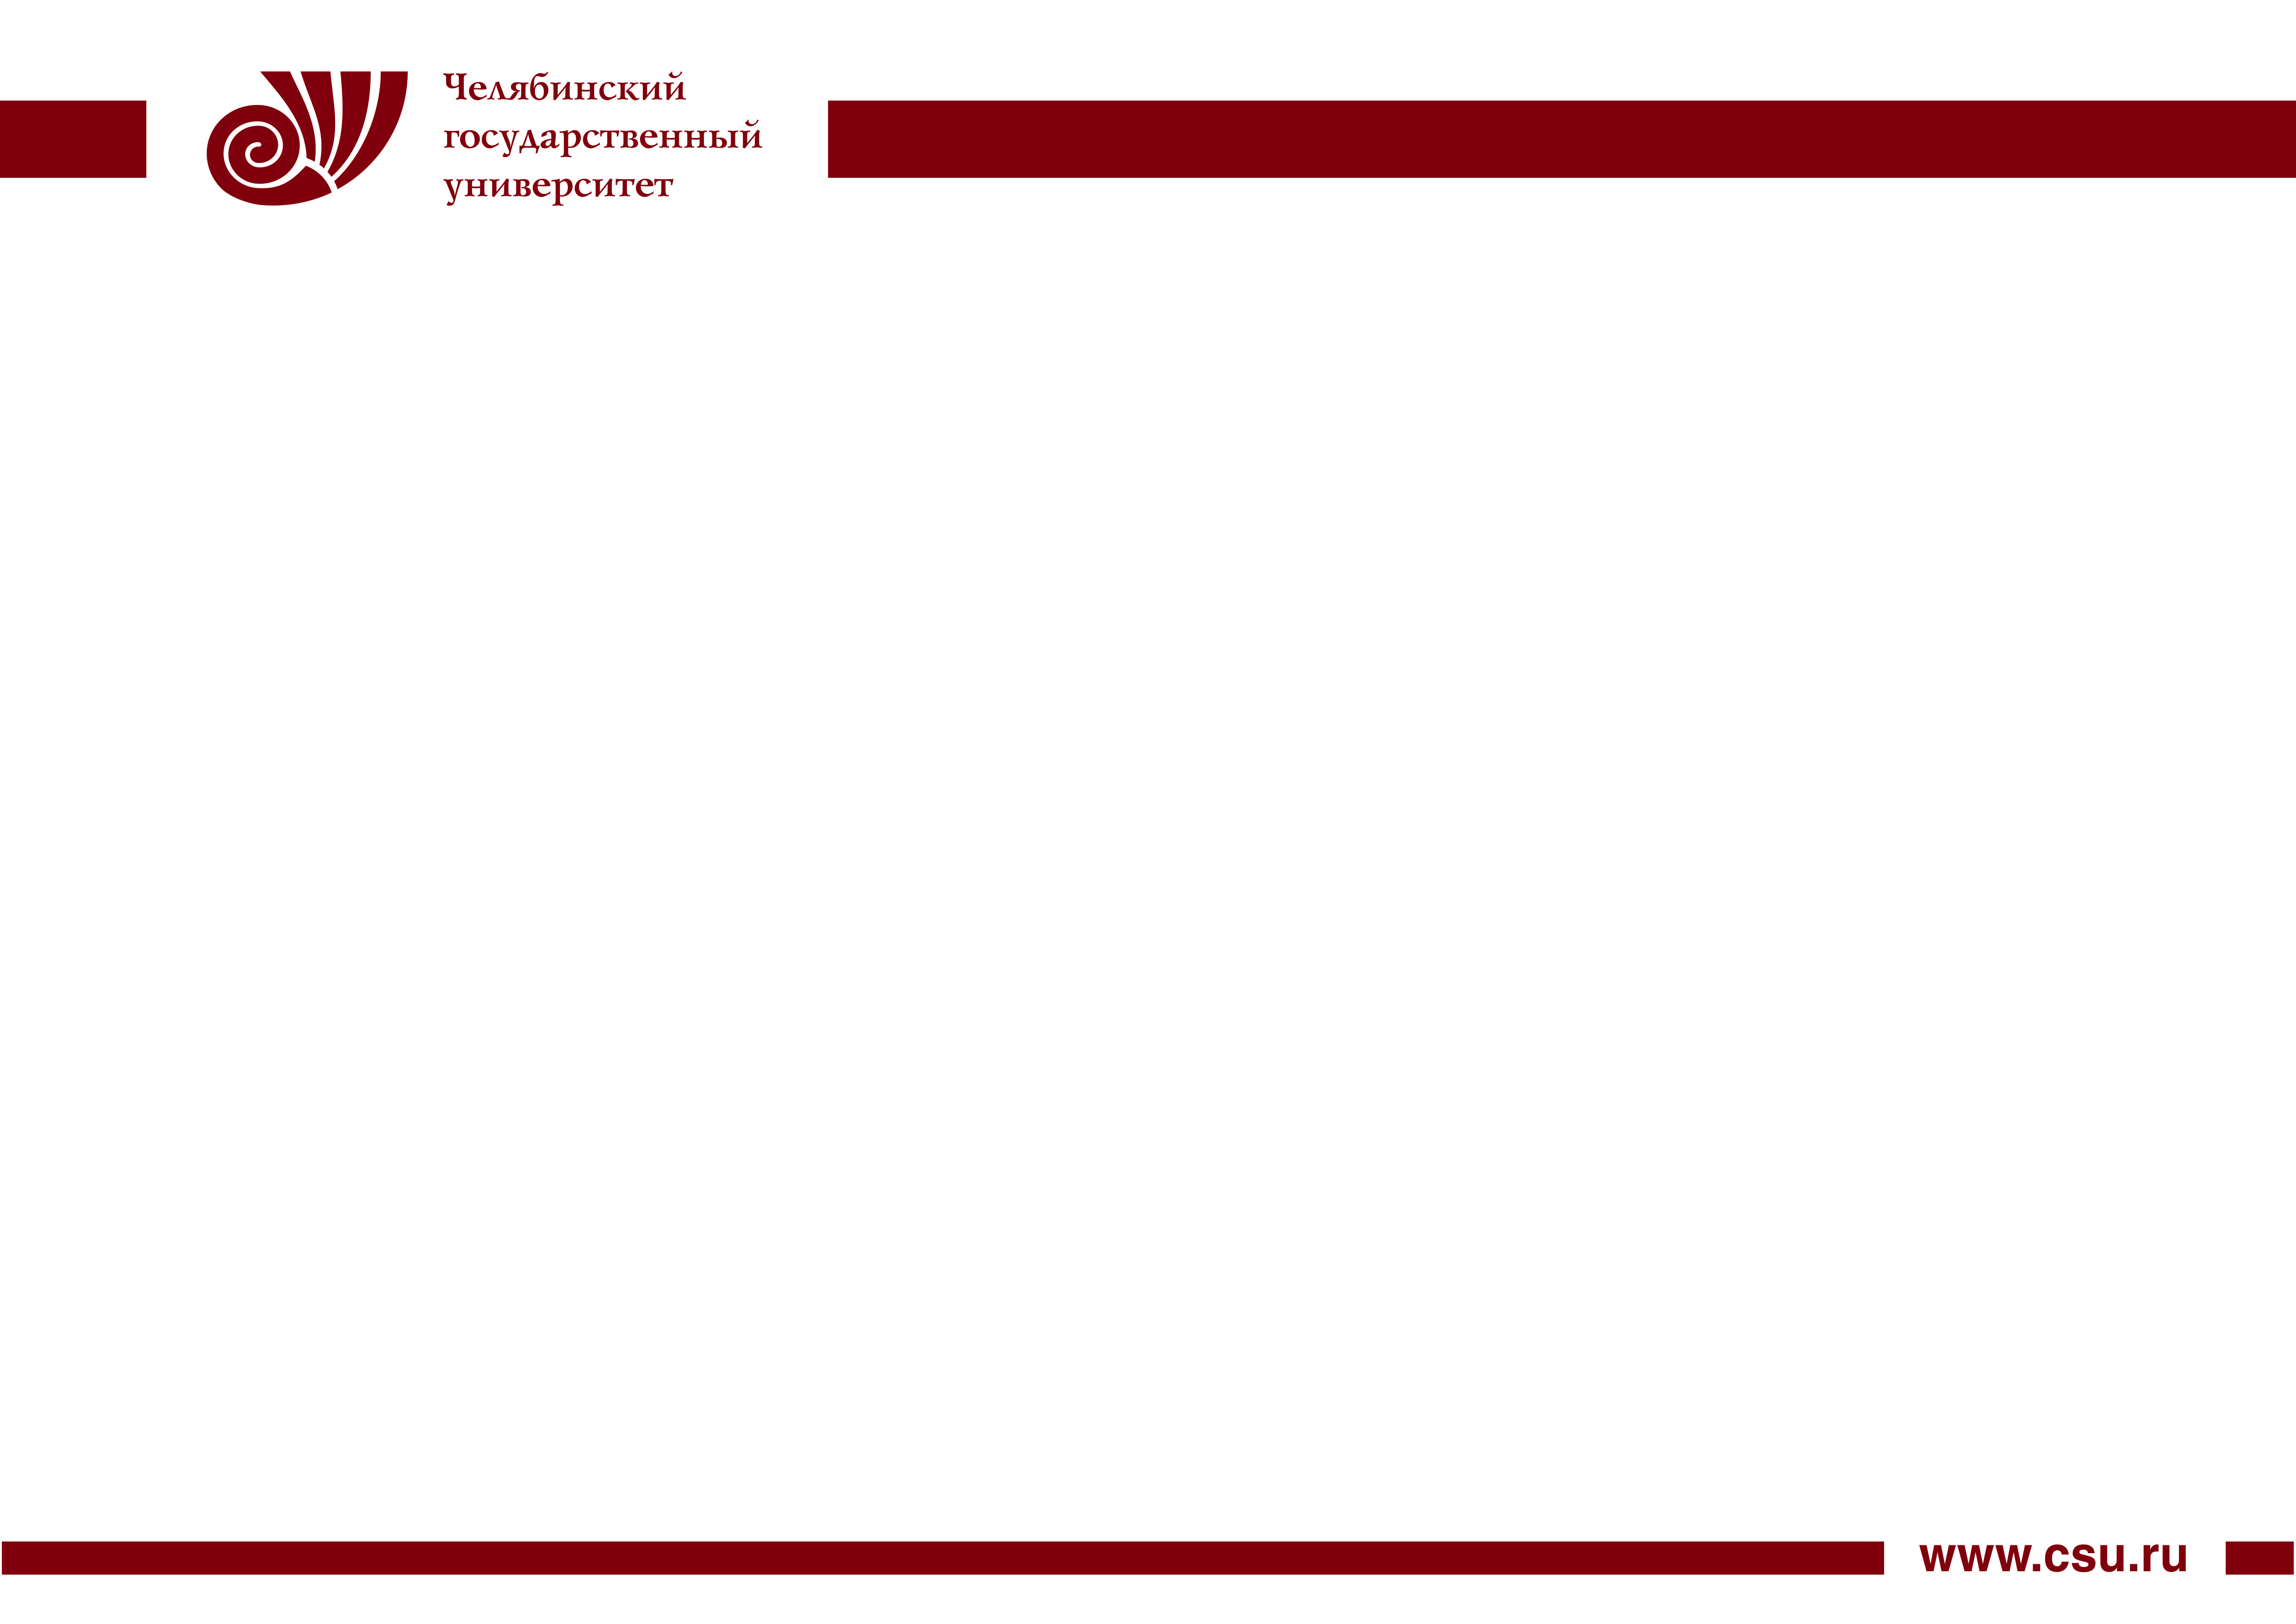 Челябинский
государственный
университет
www.csu.ru